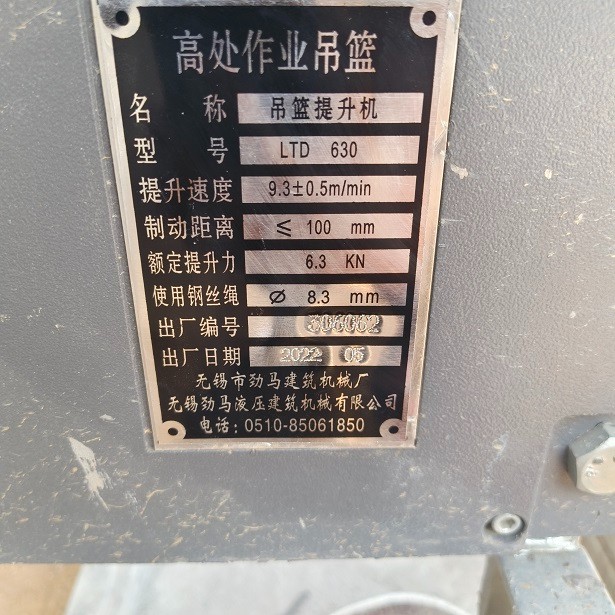 高处作业吊篮
名 称 吊篮提升机
型 号 LTD 630
提升速度 9.3±0.5m/min
制动距离 ≤ 100 mm
额定提升力 6.3 KN
使用钢丝绳 Ø 8.3 mm
出厂编号
出厂日期 2022 05
无锡市劲马建筑机械厂
无锡劲马液压建筑机械有限公司
电话:0510-85061850